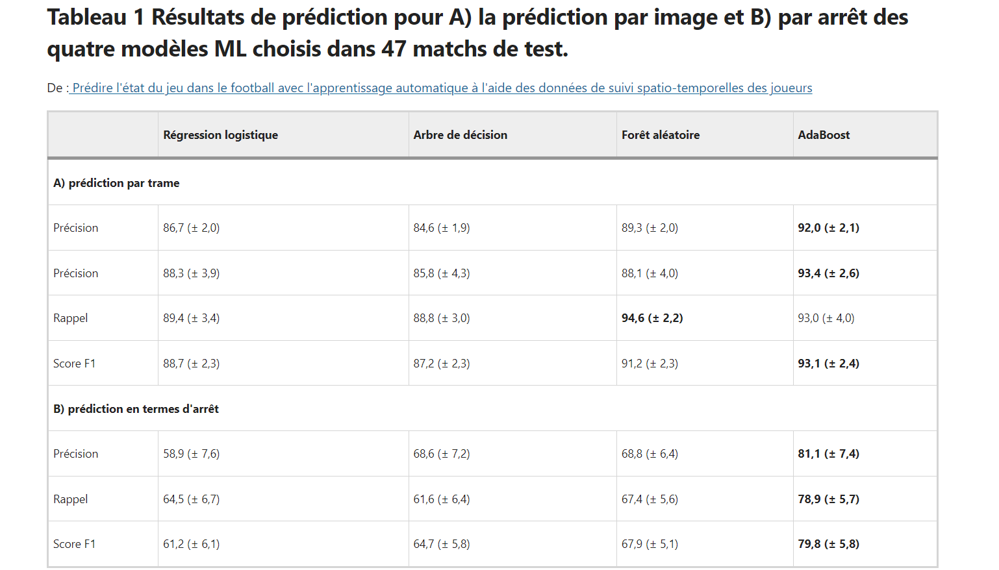 Tableau 1 Résultats de prédiction pour A) la prédiction par image et B) par arrêt des
quatre modèles ML choisis dans 47 matchs de test.
De : Prédire l'état du jeu dans le football avec l'apprentissage automatique à l'aide des données de suivi spatio-temporelles des joueurs
Régression logistique Arbre de décision Forêt aléatoire AdaBoost
A) prédiction par trame
Précision 86,7 (± 2,0) 84,6 (± 1,9) 89,3 (± 2,0) 92,0 (± 2,1)
Précision 88,3 (± 3,9) 85,8 (± 4,3) 88,1 (± 4,0) 93,4 (± 2,6)
Rappel 89,4 (± 3,4) 88,8 (± 3,0) 94,6 (± 2,2) 93,0 (± 4,0)
Score F1 88,7 (± 2,3) 87,2 (± 2,3) 91,2 (± 2,3) 93,1 (± 2,4)
B) prédiction en termes d'arrêt
Précision 58,9 (± 7,6) 68,6 (± 7,2) 68,8 (± 6,4) 81,1 (± 7,4)
Rappel 64,5 (± 6,7) 61,6 (± 6,4) 67,4 (± 5,6) 78,9 (± 5,7)
Score F1 61,2 (± 6,1) 64,7 (± 5,8) 67,9 (± 5,1) 79,8 (± 5,8)